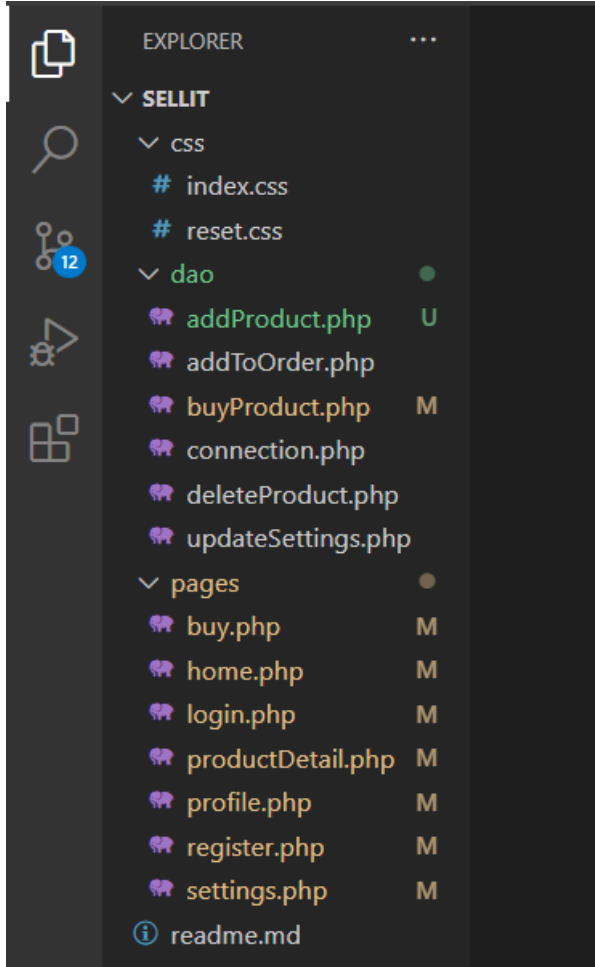 EXPLORER ...
SELLIT
css
# index.css
# reset.css
12
dao
addProduct.php U
addToOrder.php
buyProduct.php M
connection.php
deleteProduct.php
updateSettings.php
pages
buy.php M
home.php M
login.php M
productDetail.php M
profile.php M
register.php M
settings.php M
readme.md